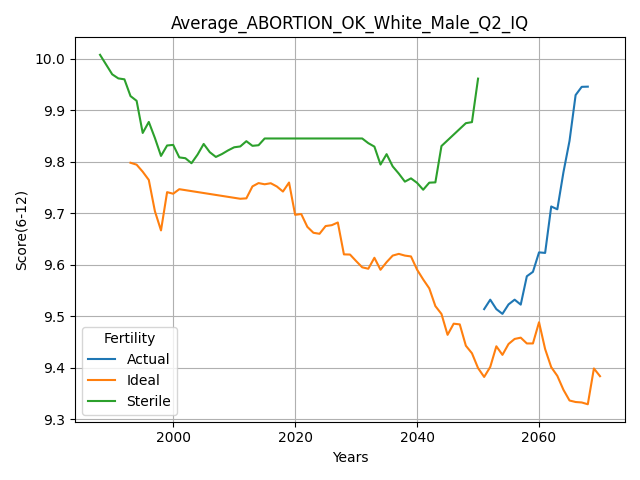 Average_ABORTION_OK_White_Male_Q2_IQ
Score(6-12)
10.0
9.9
9.8
9.7
9.6
9.5
9.4
9.3
Fertility
Actual
Ideal
Sterile
2000
2020
2040
2060
Years